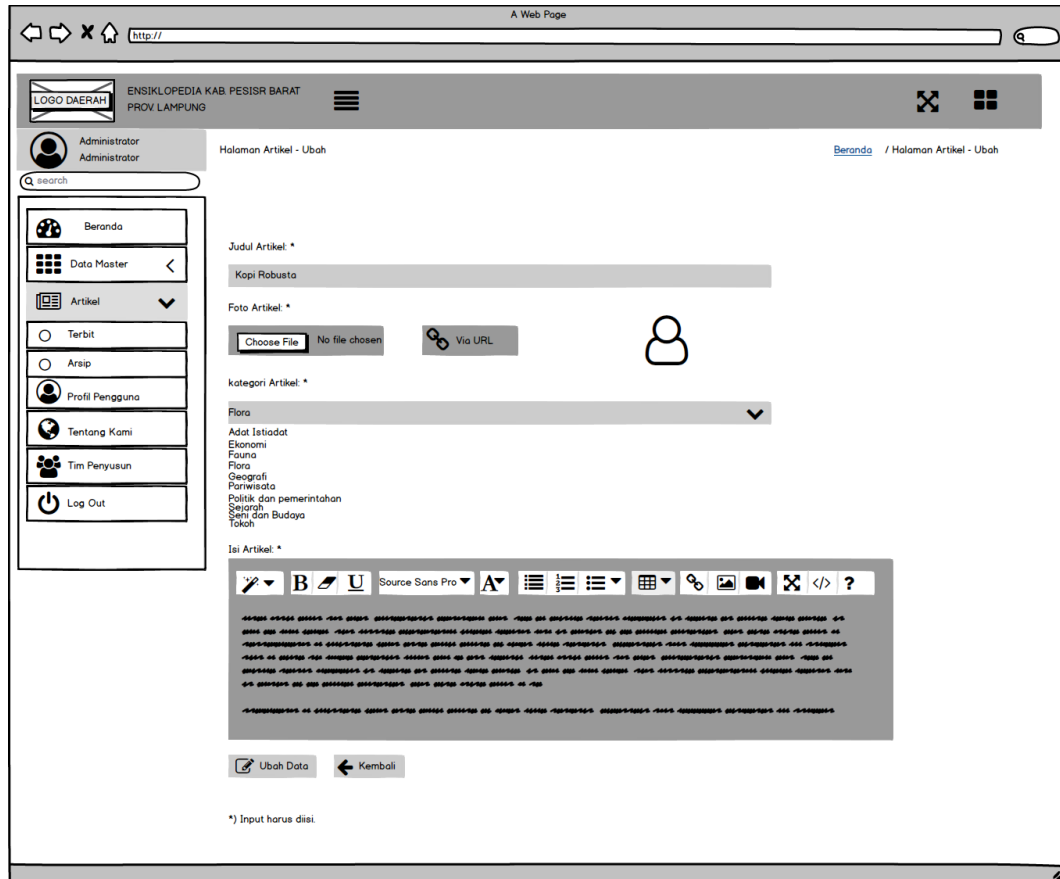 A Web Page
http://
LOGO DAERAH
ENSIKLOPEDIA KAB. PESISR BARAT
PROV LAMPUNG
Administrator
Administrator
search
Halaman Artikel - Ubah
Beranda / Halaman Artikel - Ubah
Beranda
Data Master
Artikel
Terbit
Arsip
Profil Pengguna
Tentang Kami
Tim Penyusun
Log Out
Judul Artikel: *
Kopi Robusta
Foto Artikel: *
Choose File No file chosen
Via URL
kategori Artikel: *
Flora
Adat Istiadat
Ekonomi
Fauna
Flora
Geografi
Pariwisata
Politik dan pemerintahan
Sejarah
Seni dan Budaya
Tokoh
Isi Artikel: *
B U Source Sans Pro A 1 2 3 </> ?
Ubah Data
Kembali
*) Input harus diisi.